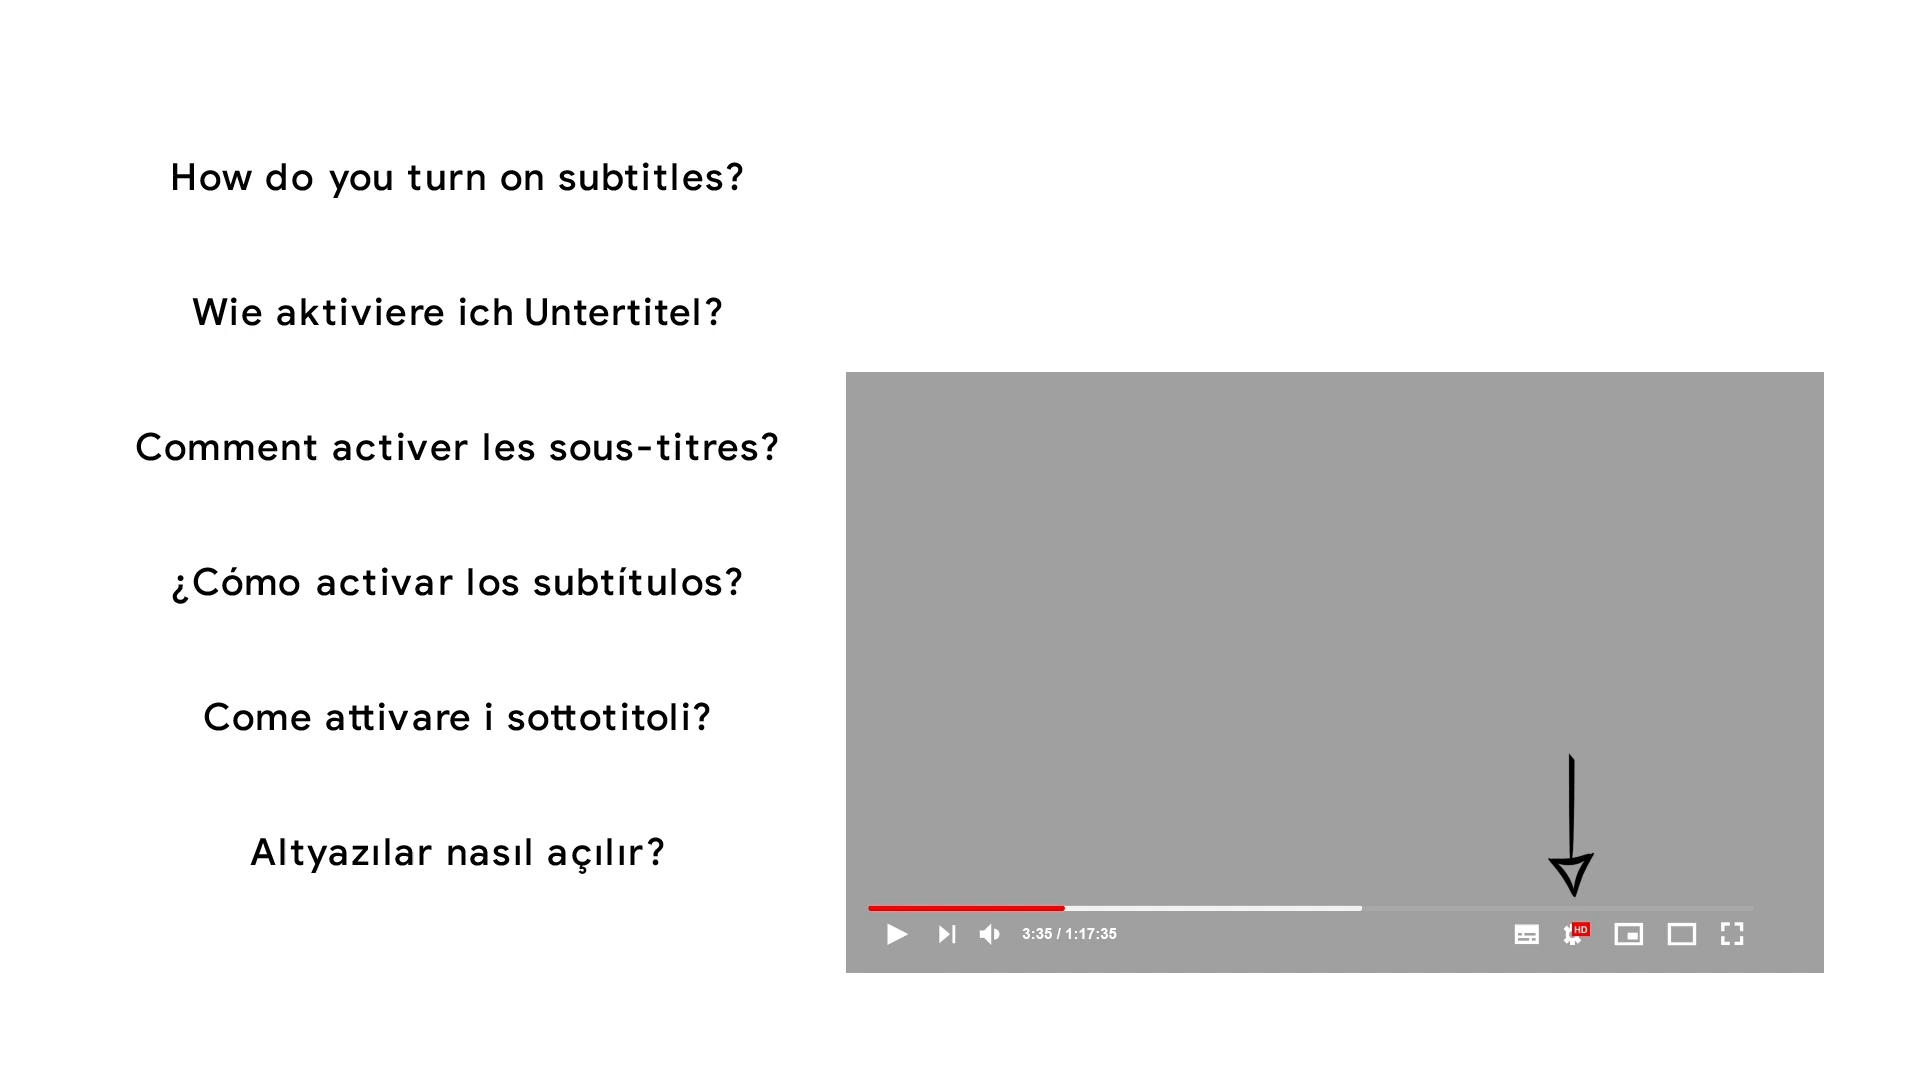 How do you turn on subtitles?
Wie aktiviere ich Untertitel?
Comment activer les sous-titres?
¿Cómo activar los subtítulos?
Come attivare i sottotitoli?
Altyazılar nasıl açılır?
3:35 / 1:17:35
HD